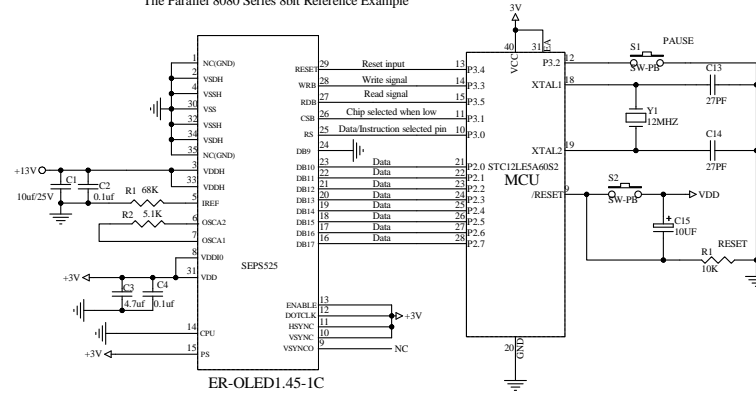 The Parallel 8080 Series 8bit Reference Example
1 NC(GND)
2 VSDH
4 VSSH
30 VSS
32 VSSH
34 VSDH
35 NC(GND)
3 VDDH
33 VDDH
5 IREF
6 OSCA2
7 OSCA1
8 VDDIO
31 VDD
14 CPU
15 PS
+13V
C1
10uf/25V
C2
0.1uf
R1 68K
R2 5.1K
+3V
C3
4.7uf
C4
0.1uf
+3V
SEPS525
ER-OLED1.45-1C
RESET 29 Reset input 13 P3.4
WRB 28 Write signal 14 P3.3
RDB 27 Read signal 15 P3.5
CSB 26 Chip selected when low 11 P3.1
RS 25 Data/Instruction selected pin 10 P3.0
DB9 24
DB10 23 Data 21 P2.0
DB11 22 Data 22 P2.1
DB12 21 Data 23 P2.2
DB13 20 Data 24 P2.3
DB14 19 Data 25 P2.4
DB15 18 Data 26 P2.5
DB16 17 Data 27 P2.6
DB17 16 Data 28 P2.7
ENABLE 13
DOTCLK 12
HSYNC 11
VSYNC 10
VSYNCO 9 NC
+3V
3V
40 VCC
31 EA
STC12LE5A60S2
MCU
20 GND
P3.2 12
XTAL1 18
XTAL2 19
/RESET 9
S1 PAUSE
SW-PB
C13
27PF
Y1
12MHZ
C14
27PF
S2
SW-PB
VDD
C15
10UF
+
R1 RESET
10K